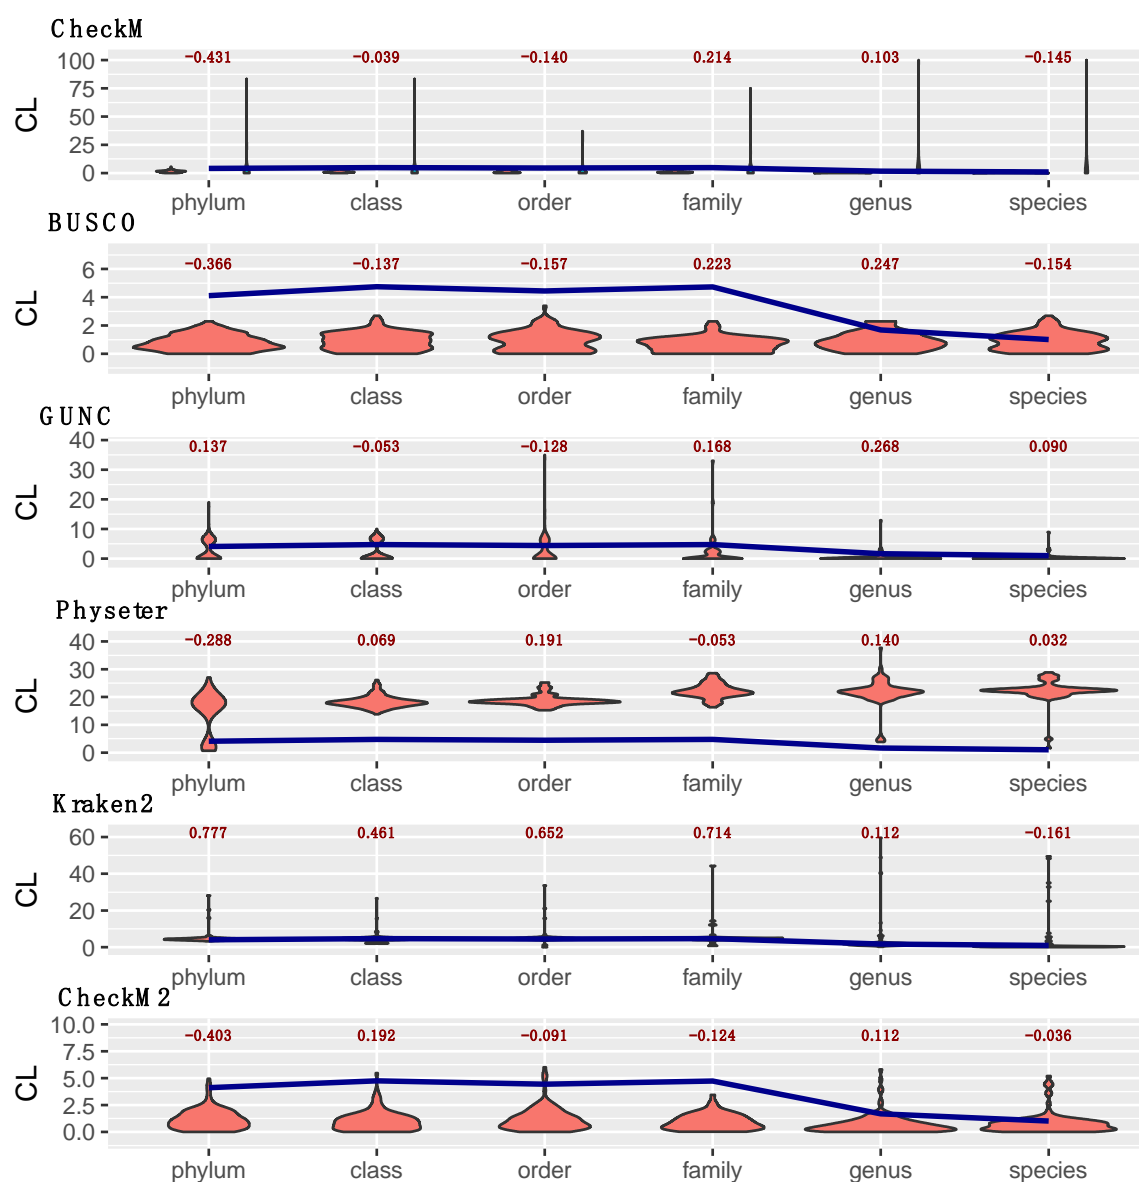 CheckM
−0.431 −0.039 −0.140 0.214 0.103 −0.145
100
75
50
25
0
CL
phylum class order family genus species
BUSCO
−0.366 −0.137 −0.157 0.223 0.247 −0.154
6
4
2
0
CL
phylum class order family genus species
GUNC
0.137 −0.053 −0.128 0.168 0.268 0.090
40
30
20
10
0
CL
phylum class order family genus species
Physeter
−0.288 0.069 0.191 −0.053 0.140 0.032
40
30
20
10
0
CL
phylum class order family genus species
Kraken2
0.777 0.461 0.652 0.714 0.112 −0.161
60
40
20
0
CL
phylum class order family genus species
CheckM2
−0.403 0.192 −0.091 −0.124 0.112 −0.036
10.0
7.5
5.0
2.5
0.0
CL
phylum class order family genus species